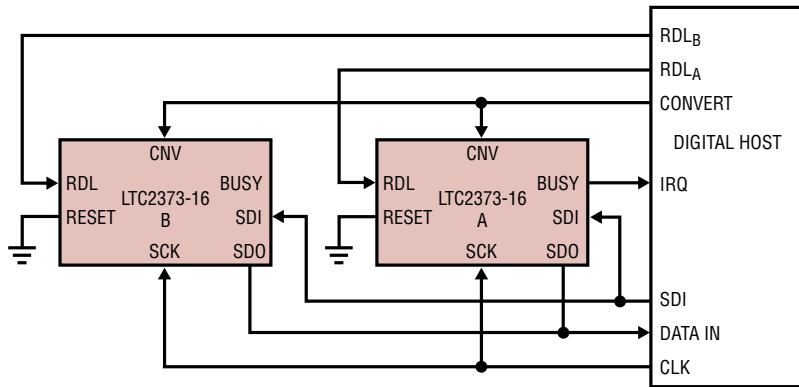 RDLB
RDLA
CONVERT
DIGITAL HOST
IRQ
SDI
DATA IN
CLK
CNV
RDL
BUSY
LTC2373-16
RESET
B
SDI
SCK
SDO
CNV
RDL
BUSY
LTC2373-16
RESET
A
SDI
SCK
SDO